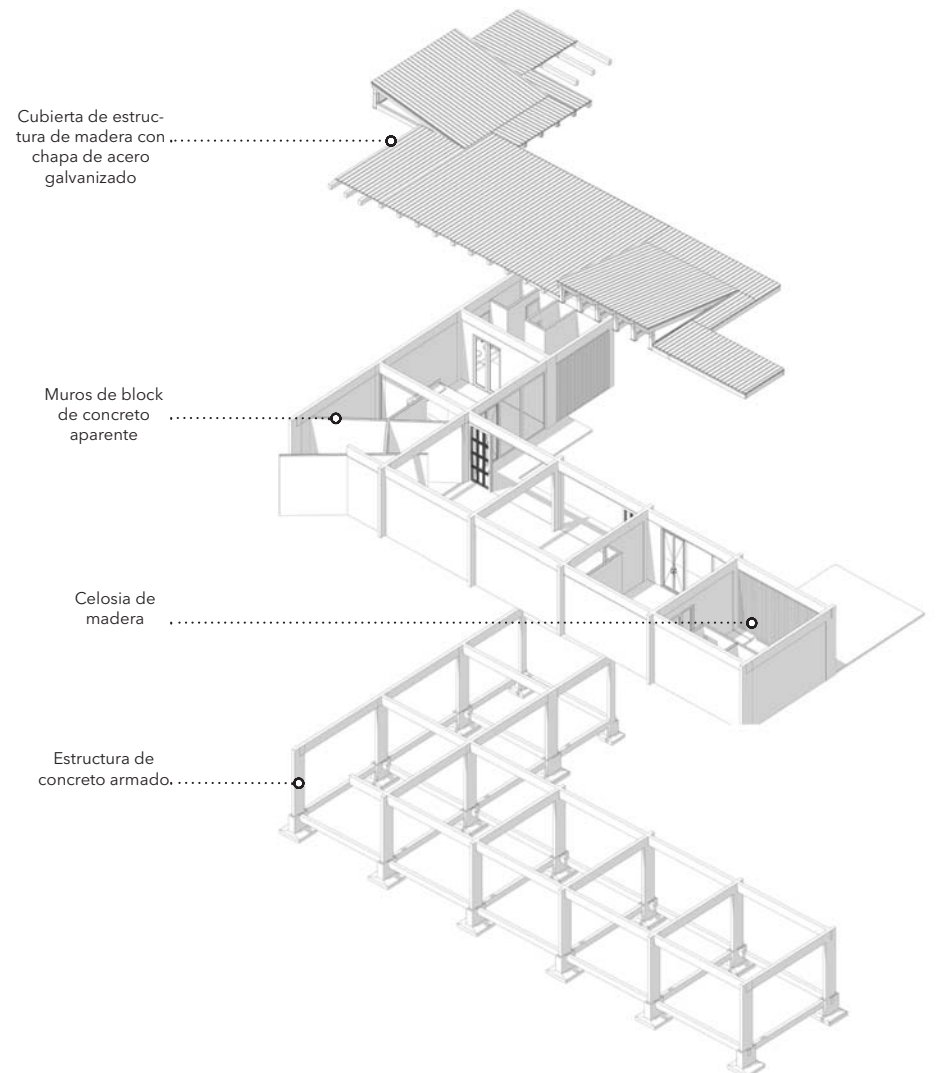 Cubierta de estruc-
tura de madera con
chapa de acero
galvanizado
Muros de block
de concreto
aparente
Celosia de
madera
Estructura de
concreto armado